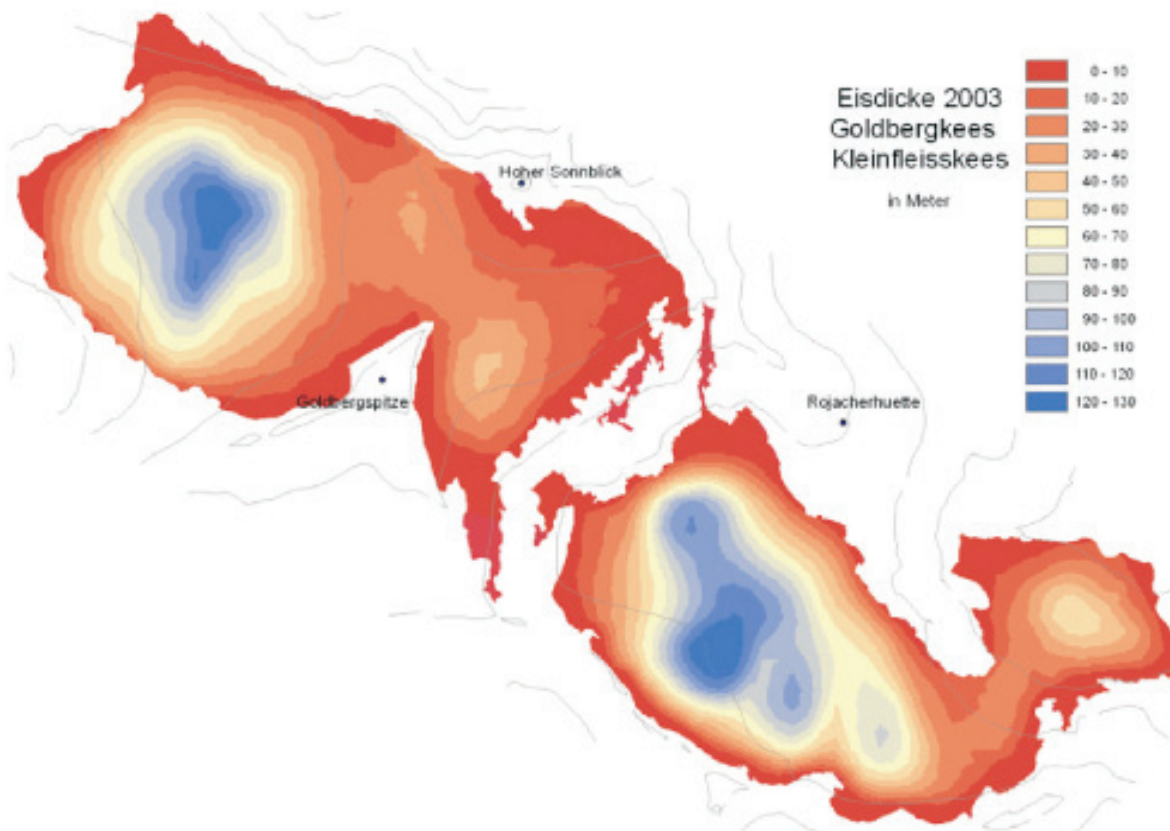 Eisdicke 2003
Goldbergkees
Kleinfleisskees
in Meter
0 - 10
10 - 20
20 - 30
30 - 40
40 - 50
50 - 60
60 - 70
70 - 80
80 - 90
90 - 100
100 - 110
110 - 120
120 - 130
Hoher Sonnblick
Goldbergspitze
Rojacherhuette